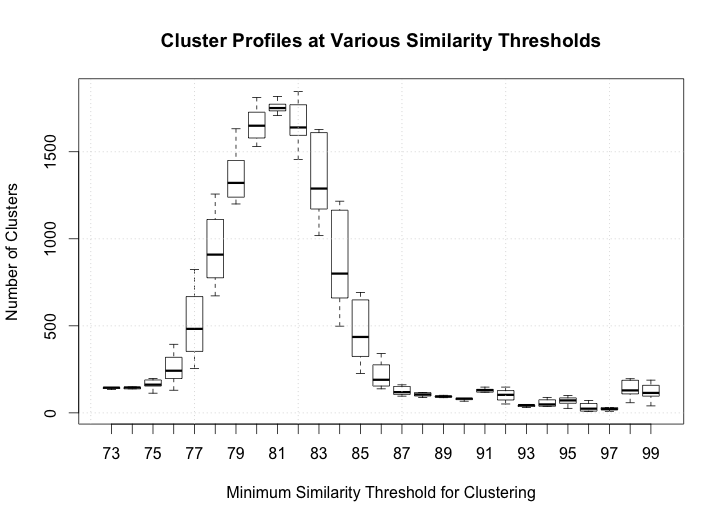 Cluster Profiles at Various Similarity Thresholds
Number of Clusters
1500
1000
500
0
73 75 77 79 81 83 85 87 89 91 93 95 97 99
Minimum Similarity Threshold for Clustering